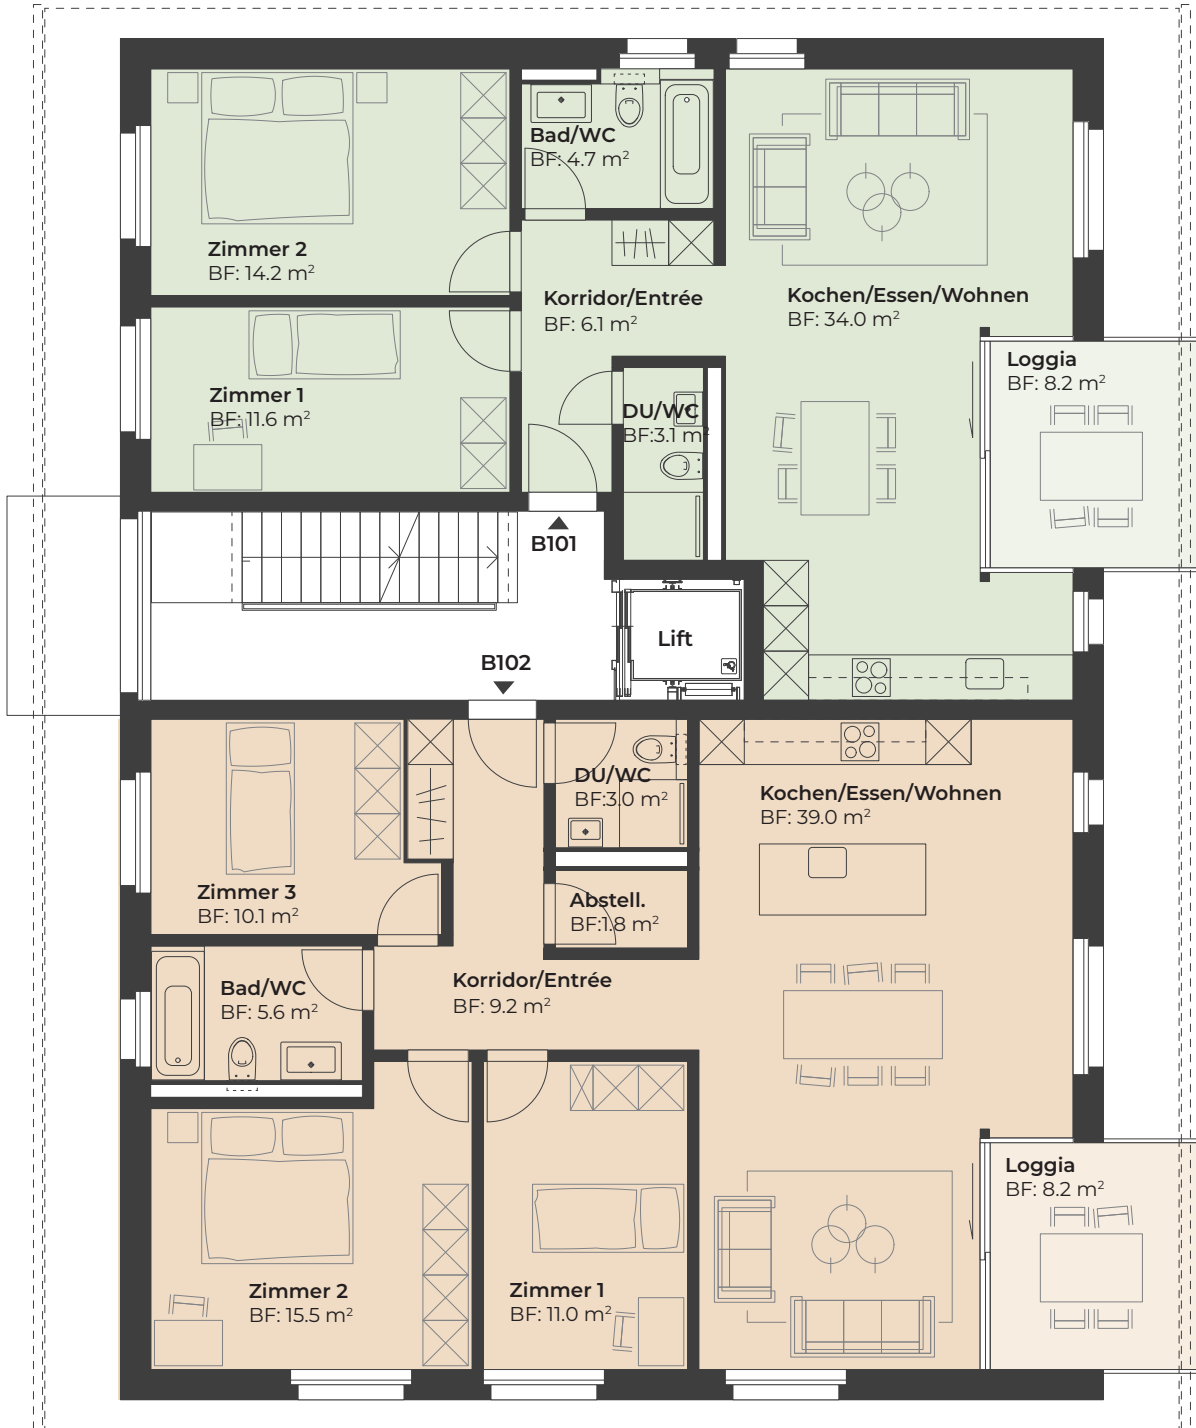 Bad/WC
BF: 4.7 m²
Zimmer 2
BF: 14.2 m²
Korridor/Entrée
BF: 6.1 m²
Kochen/Essen/Wohnen
BF: 34.0 m²
Loggia
BF: 8.2 m²
Zimmer 1
BF: 11.6 m²
DU/WC
BF:3.1 m²
B101
Lift
B102
DU/WC
BF:3.0 m²
Kochen/Essen/Wohnen
BF: 39.0 m²
Zimmer 3
BF: 10.1 m²
Abstell.
BF:1.8 m²
Bad/WC
BF: 5.6 m²
Korridor/Entrée
BF: 9.2 m²
Loggia
BF: 8.2 m²
Zimmer 2
BF: 15.5 m²
Zimmer 1
BF: 11.0 m²